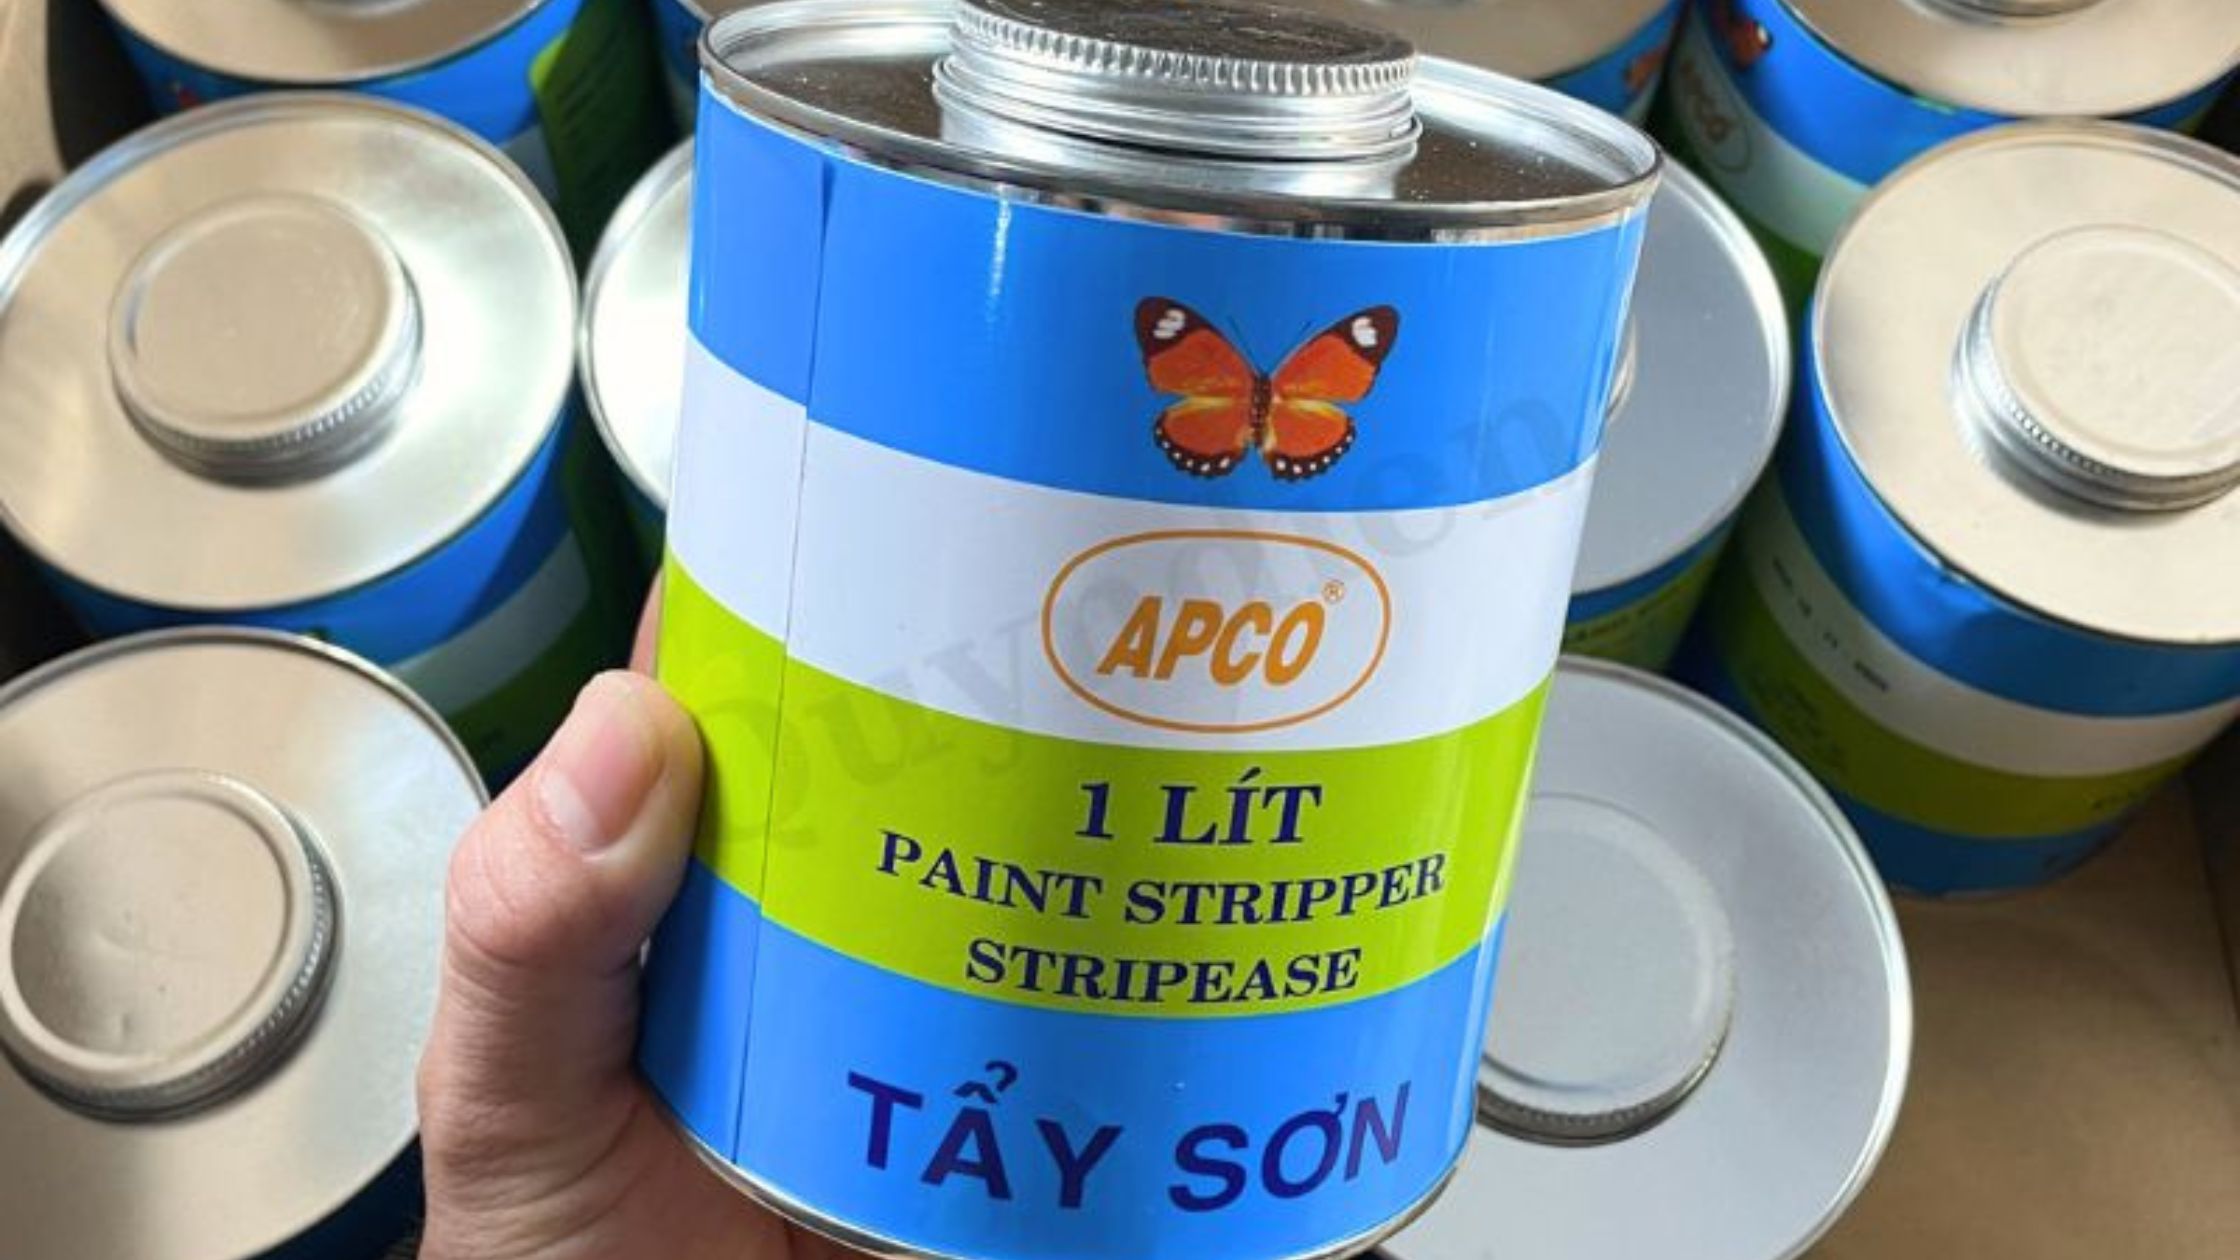 APCO®
1 LÍT
PAINT STRIPPER
STRIPEASE
TẨY SƠN